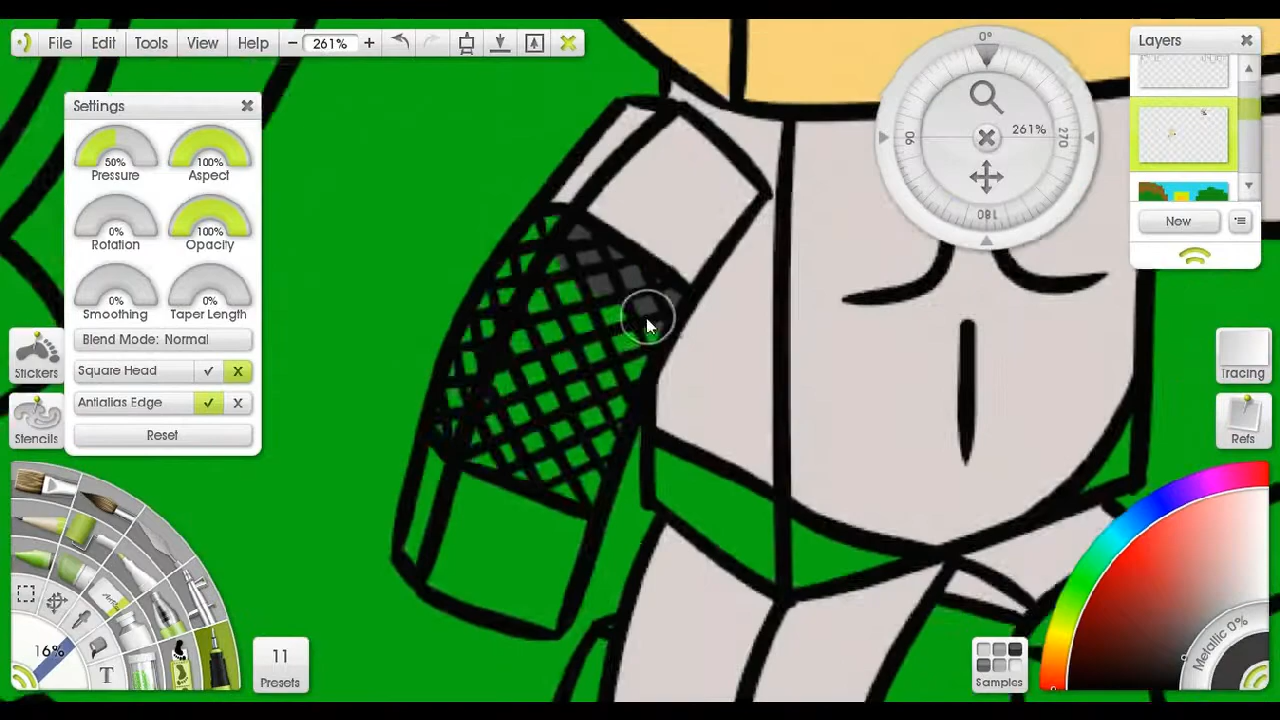 File Edit Tools View Help − 261% +
Settings
50% 100%
Pressure Aspect
0% 100%
Rotation Opacity
0% 0%
Smoothing Taper Length
Blend Mode: Normal
Square Head
Antialias Edge
Reset
Stickers
Stencils
16%
T
11
Presets
0°
90
261%
270
180
Layers
New
Tracing
Refs
Samples
Metallic 0%